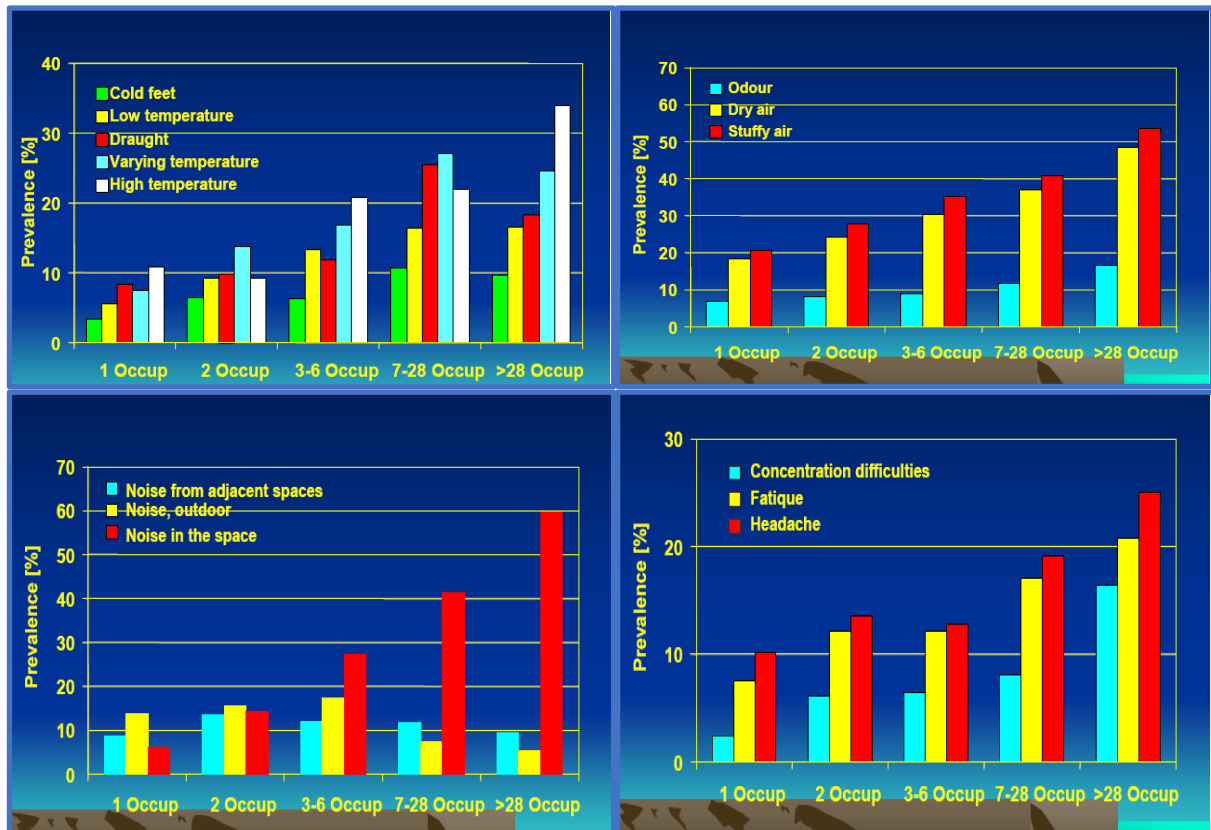 Prevalence [%]
40
30
20
10
0
Cold feet
Low temperature
Draught
Varying temperature
High temperature
1 Occup 2 Occup 3-6 Occup 7-28 Occup >28 Occup
Prevalence [%]
70
60
50
40
30
20
10
0
Odour
Dry air
Stuffy air
1 Occup 2 Occup 3-6 Occup 7-28 Occup >28 Occup
Prevalence [%]
70
60
50
40
30
20
10
0
Noise from adjacent spaces
Noise, outdoor
Noise in the space
1 Occup 2 Occup 3-6 Occup 7-28 Occup >28 Occup
Prevalence [%]
30
20
10
0
Concentration difficulties
Fatique
Headache
1 Occup 2 Occup 3-6 Occup 7-28 Occup >28 Occup